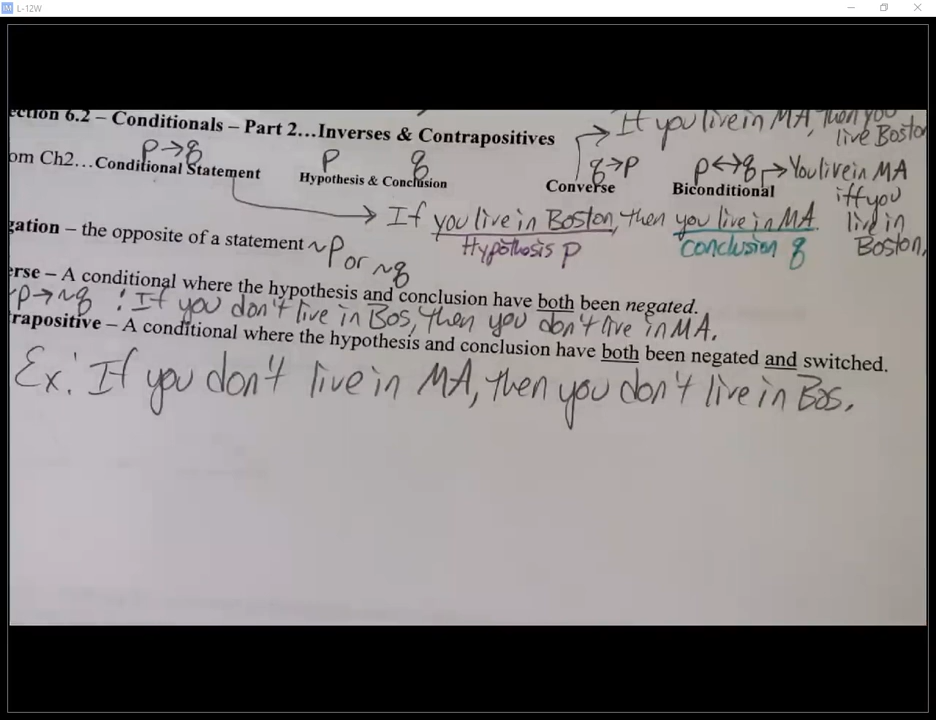 L-12W
ection 6.2 – Conditionals – Part 2...Inverses & Contrapositives
If you live in MA, then you
live Boston
p→q
p q
q→p
p↔q → You live in MA
iff you
live in
Boston,
om Ch2...Conditional Statement Hypothesis & Conclusion Converse Biconditional
If you live in Boston, then you live in MA.
Hypothesis p conclusion q
gation – the opposite of a statement ~p or ~q
erse – A conditional where the hypothesis and conclusion have both been negated.
~p→~q : If you don't live in Bos, then you don't live in MA.
trapositive – A conditional where the hypothesis and conclusion have both been negated and switched.
Ex: If you don't live in MA, then you don't live in Bos.